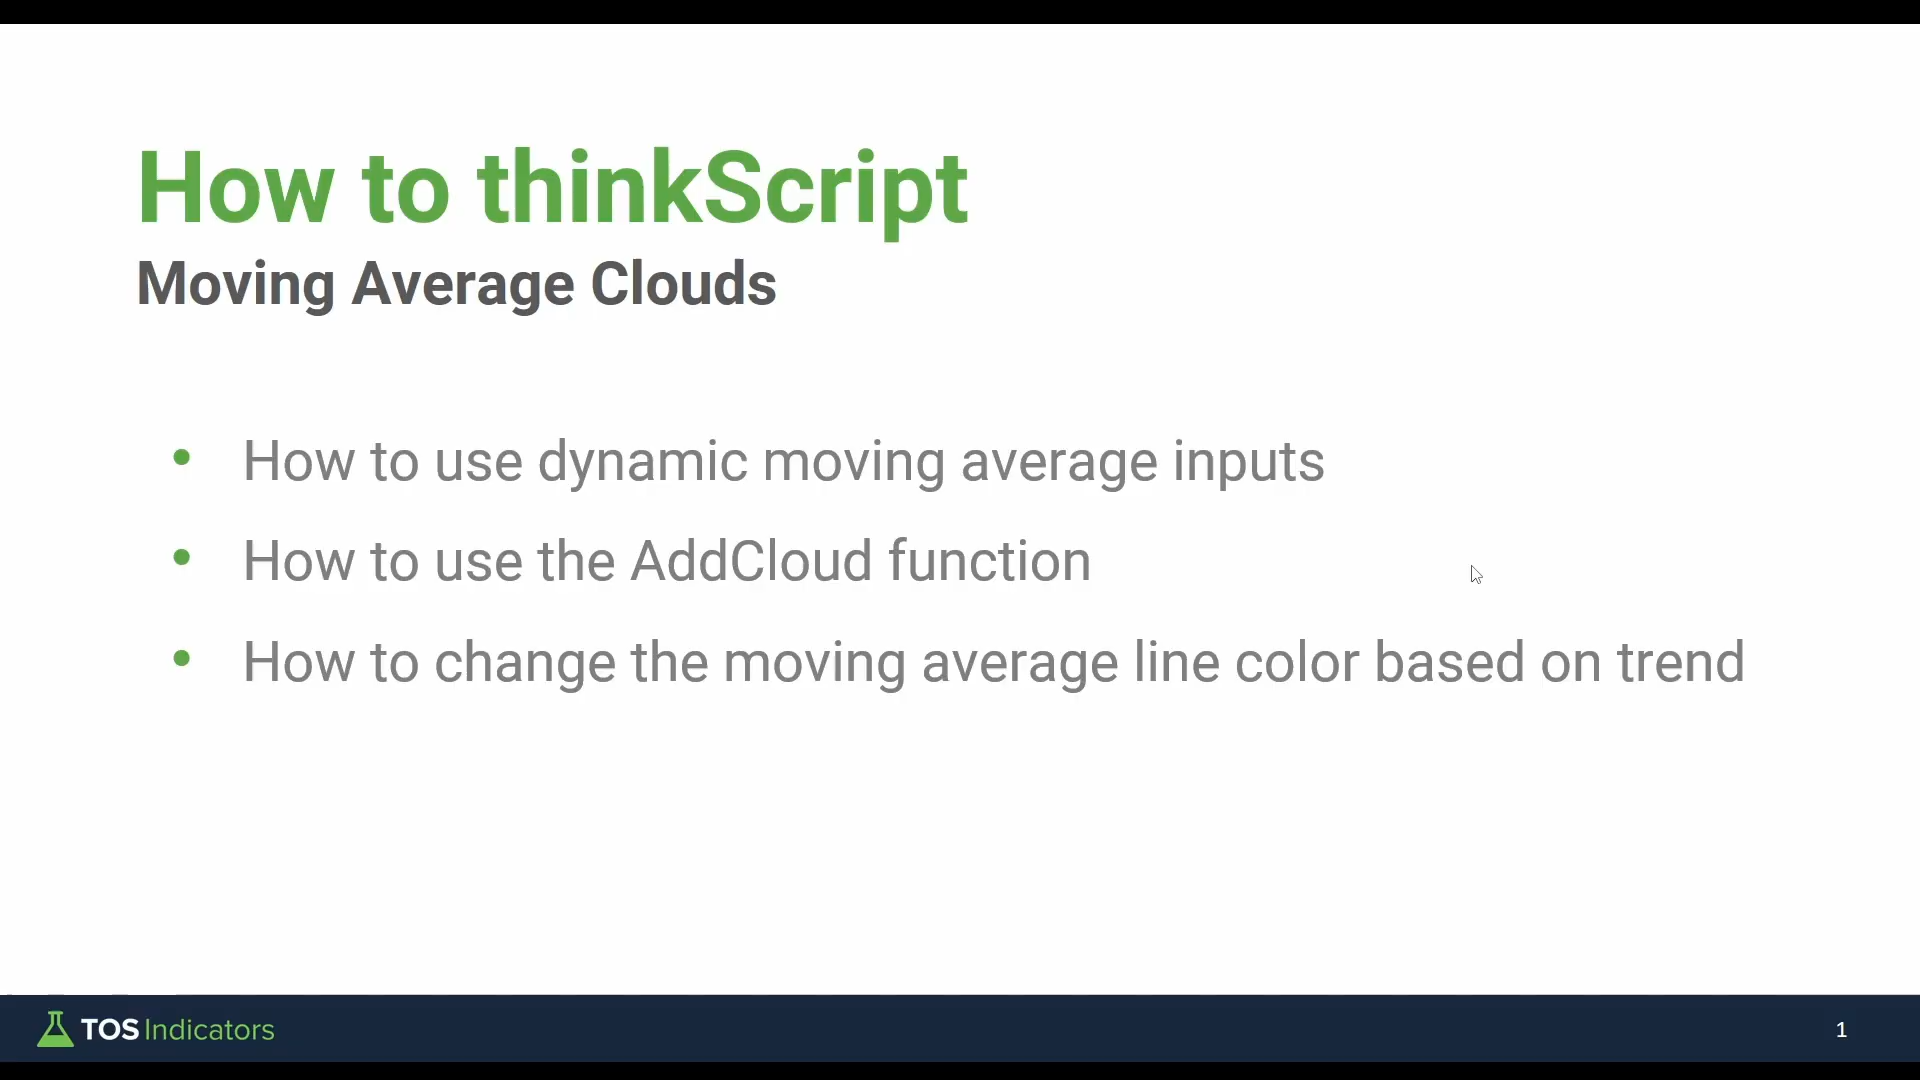 How to thinkScript
Moving Average Clouds
• How to use dynamic moving average inputs
• How to use the AddCloud function
• How to change the moving average line color based on trend
TOS Indicators
1